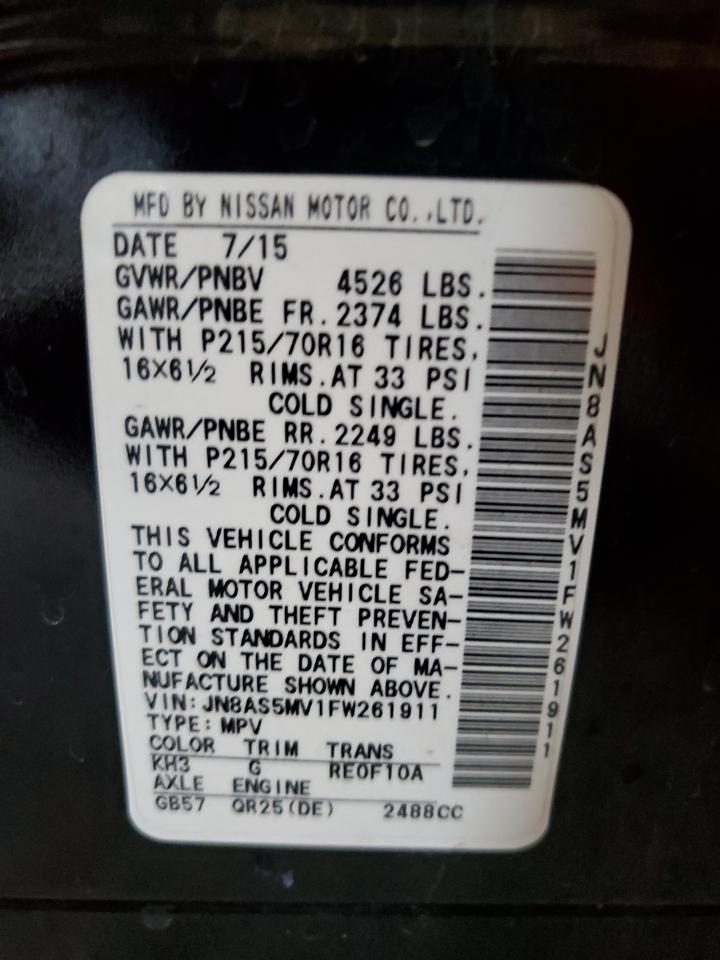 MFD BY NISSAN MOTOR CO.,LTD.
DATE 7/15
GVWR/PNBV 4526 LBS.
GAWR/PNBE FR. 2374 LBS.
WITH P215/70R16 TIRES,
16X6½ RIMS. AT 33 PSI
COLD SINGLE.
GAWR/PNBE RR. 2249 LBS.
WITH P215/70R16 TIRES,
16X6½ RIMS. AT 33 PSI
COLD SINGLE.
THIS VEHICLE CONFORMS
TO ALL APPLICABLE FED-
ERAL MOTOR VEHICLE SA-
FETY AND THEFT PREVEN-
TION STANDARDS IN EFF-
ECT ON THE DATE OF MA-
NUFACTURE SHOWN ABOVE.
VIN: JN8AS5MV1FW261911
TYPE: MPV
COLOR TRIM TRANS
KH3 G RE0F10A
AXLE ENGINE
GB57 QR25(DE) 2488CC
JN8AS5MV1FW261911